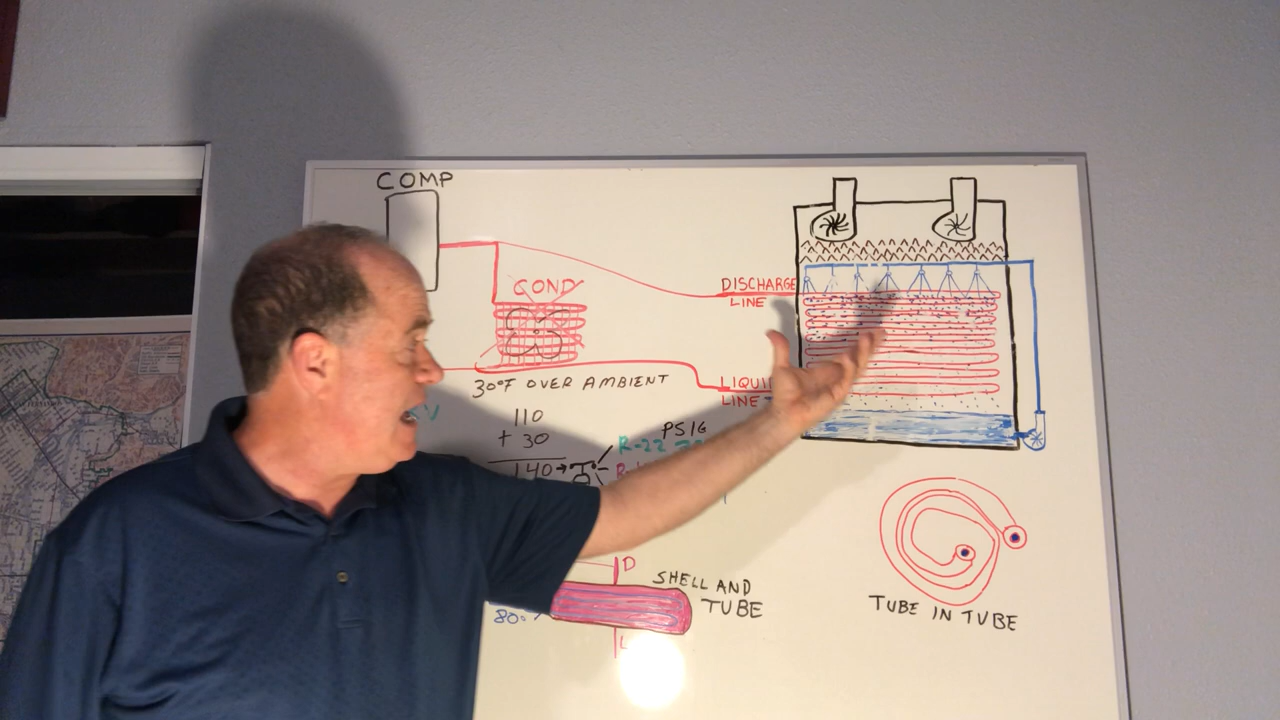 COMP
COND
DISCHARGE
LINE
30°F OVER AMBIENT
LIQUI
LINE
V
110
+ 30
140
PSIG
R-22
R-
D
SHELL AND
TUBE
80°
L
TUBE IN TUBE